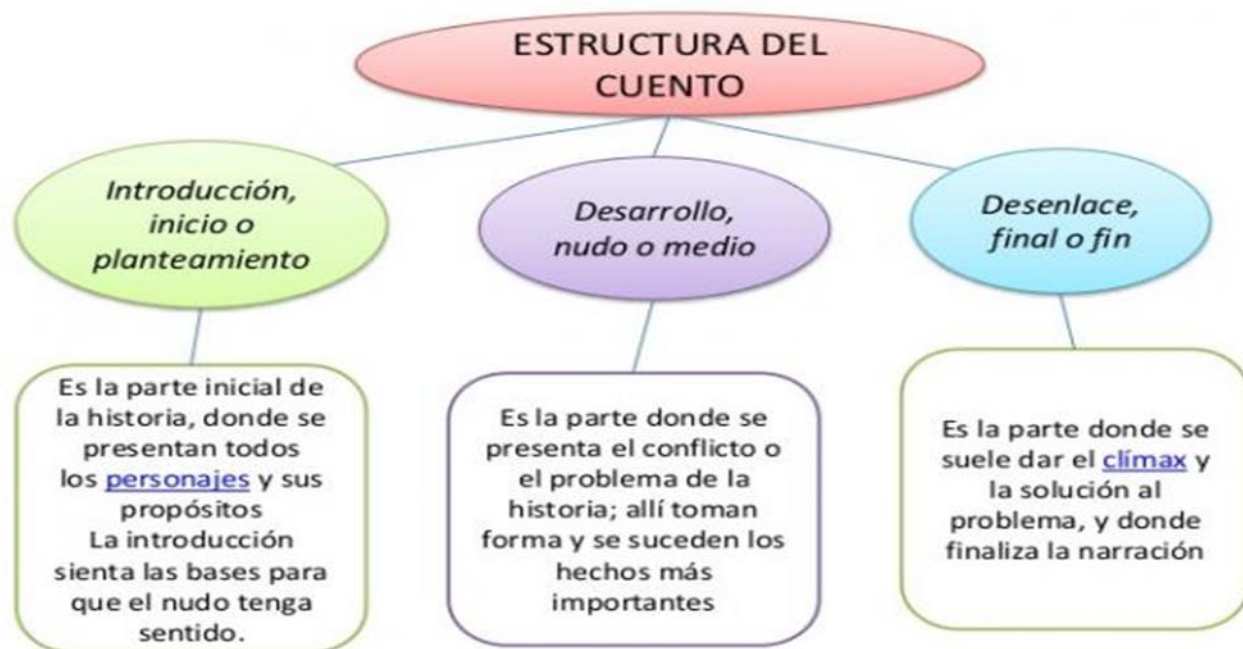 ESTRUCTURA DEL
CUENTO
Introducción,
inicio o
planteamiento
Desarrollo,
nudo o medio
Desenlace,
final o fin
Es la parte inicial de
la historia, donde se
presentan todos
los personajes y sus
propósitos
La introducción
sienta las bases para
que el nudo tenga
sentido.
Es la parte donde se
presenta el conflicto o
el problema de la
historia; allí toman
forma y se suceden los
hechos más
importantes
Es la parte donde se
suele dar el clímax y
la solución al
problema, y donde
finaliza la narración